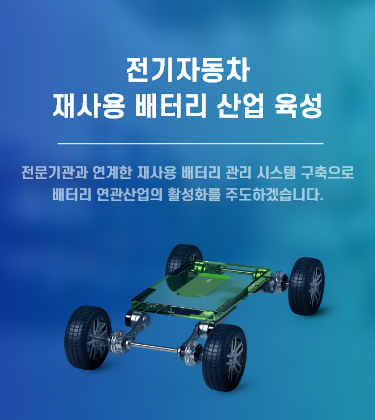 전기자동차
재사용 배터리 산업 육성
전문기관과 연계한 재사용 배터리 관리 시스템 구축으로
배터리 연관산업의 활성화를 주도하겠습니다.